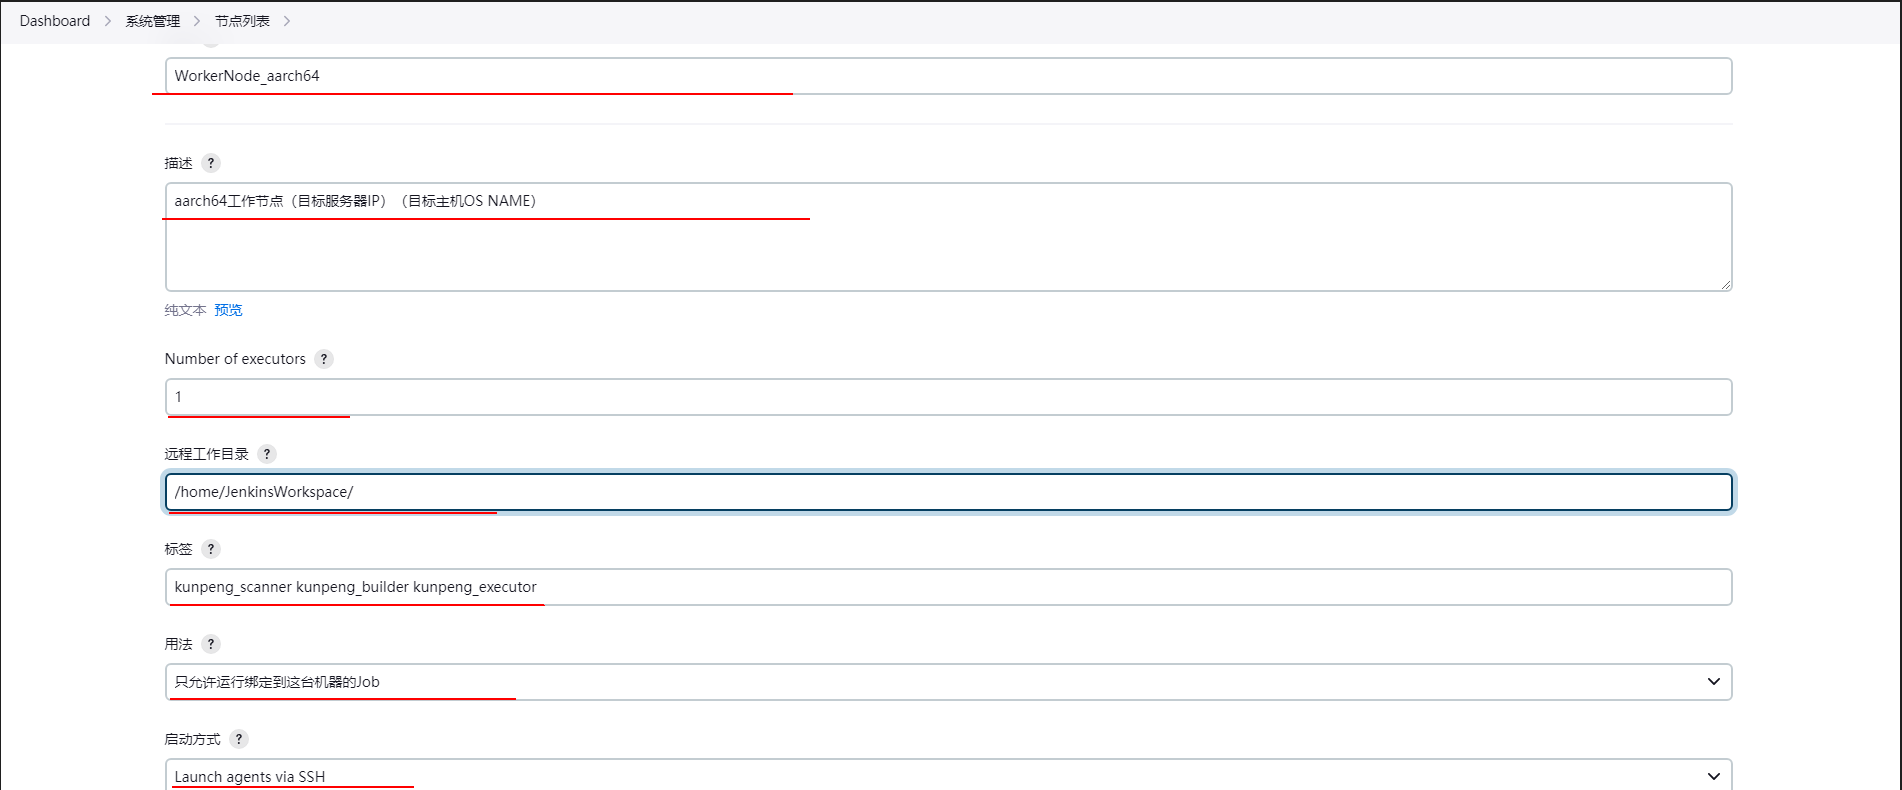 Dashboard > 系统管理 > 节点列表 >
WorkerNode_aarch64
描述 ?
aarch64工作节点（目标服务器IP）（目标主机OS NAME）
纯文本 预览
Number of executors ?
1
远程工作目录 ?
/home/JenkinsWorkspace/
标签 ?
kunpeng_scanner kunpeng_builder kunpeng_executor
用法 ?
只允许运行绑定到这台机器的Job
启动方式 ?
Launch agents via SSH